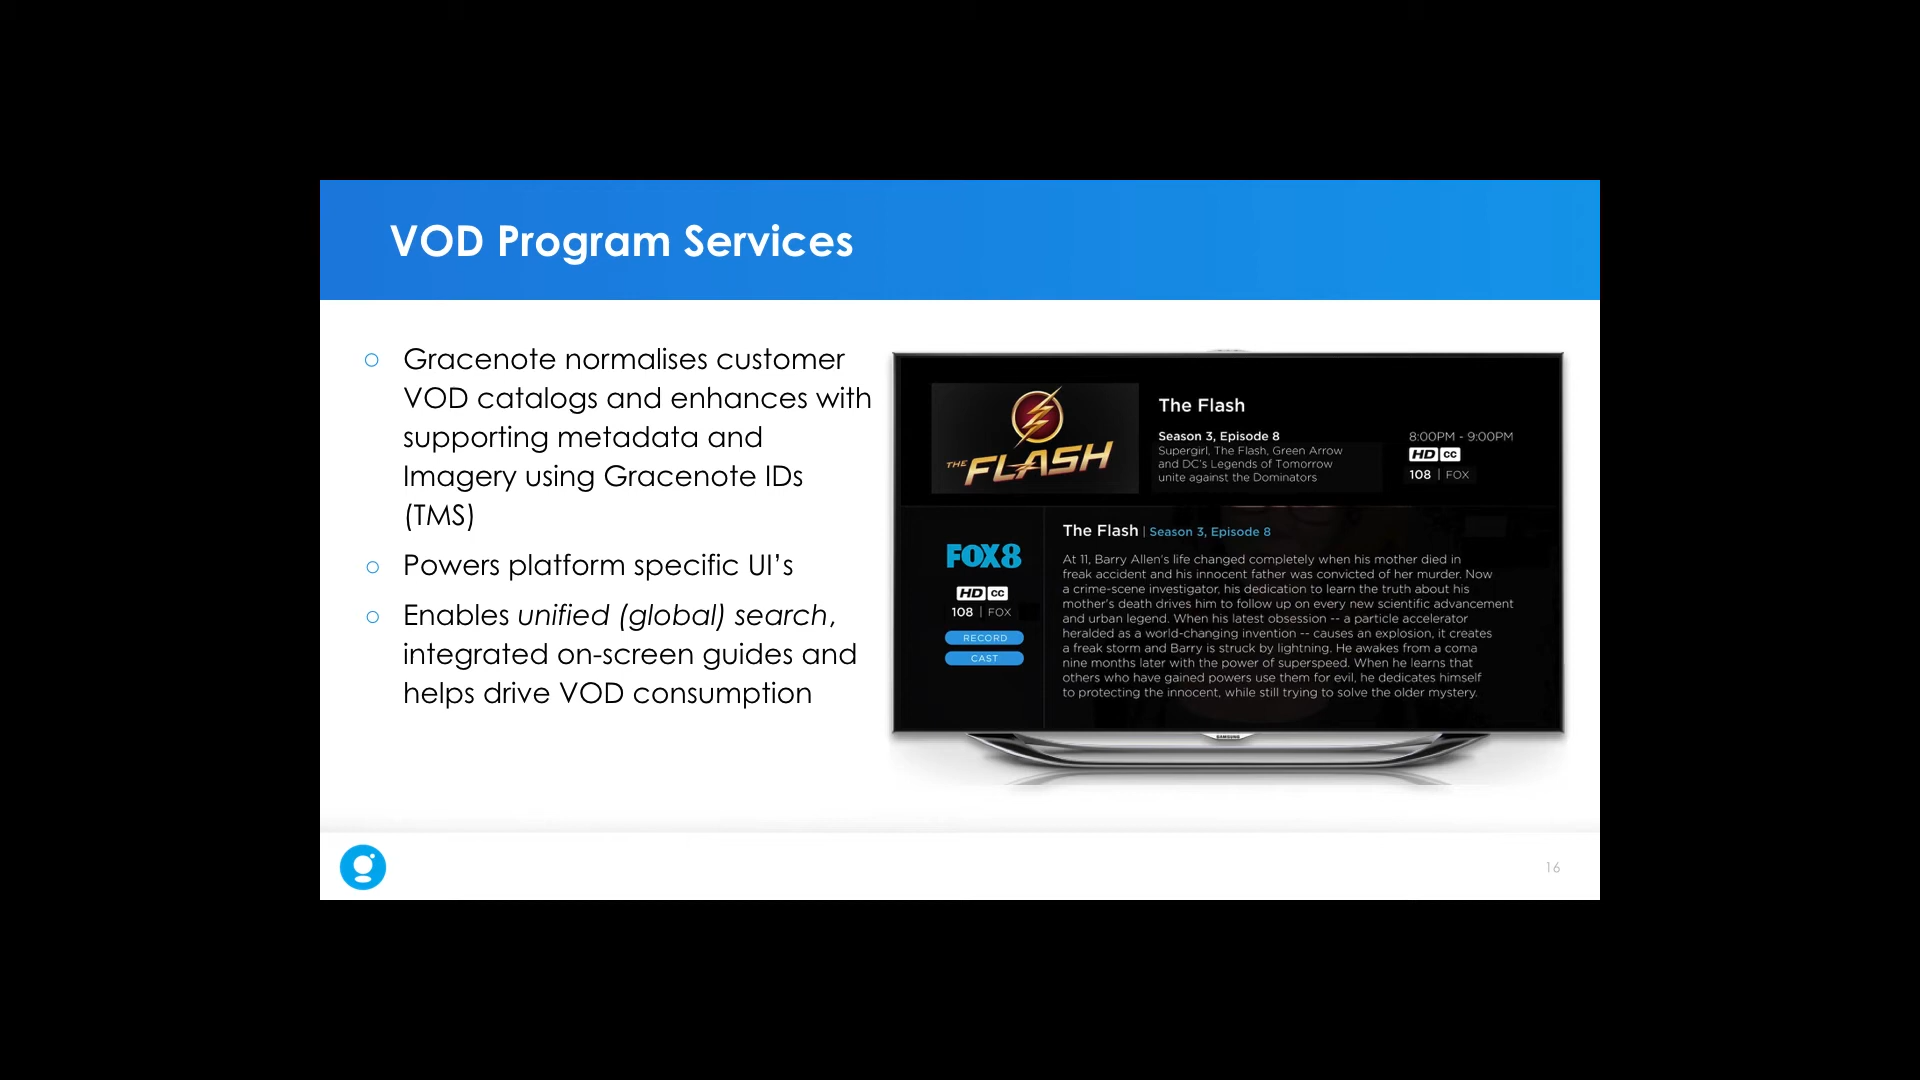 VOD Program Services
○ Gracenote normalises customer
VOD catalogs and enhances with
supporting metadata and
Imagery using Gracenote IDs
(TMS)
○ Powers platform specific UI’s
○ Enables unified (global) search,
integrated on-screen guides and
helps drive VOD consumption
THE FLASH
The Flash
Season 3, Episode 8
Supergirl, The Flash, Green Arrow
and DC's Legends of Tomorrow
unite against the Dominators
8:00PM - 9:00PM
HD CC
108 | FOX
FOX8
HD CC
108 | FOX
RECORD
CAST
The Flash | Season 3, Episode 8
At 11, Barry Allen's life changed completely when his mother died in
freak accident and his innocent father was convicted of her murder. Now
a crime-scene investigator, his dedication to learn the truth about his
mother's death drives him to follow up on every new scientific advancement
and urban legend. When his latest obsession -- a particle accelerator
heralded as a world-changing invention -- causes an explosion, it creates
a freak storm and Barry is struck by lightning. He awakes from a coma
nine months later with the power of superspeed. When he learns that
others who have gained powers use them for evil, he dedicates himself
to protecting the innocent, while still trying to solve the older mystery.
SAMSUNG
16